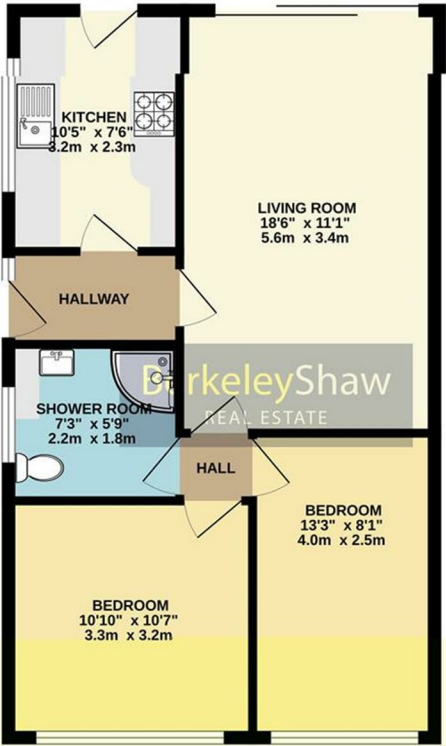 KITCHEN
10'5" x 7'6"
3.2m x 2.3m
LIVING ROOM
18'6" x 11'1"
5.6m x 3.4m
HALLWAY
BerkeleyShaw
REAL ESTATE
SHOWER ROOM
7'3" x 5'9"
2.2m x 1.8m
HALL
BEDROOM
13'3" x 8'1"
4.0m x 2.5m
BEDROOM
10'10" x 10'7"
3.3m x 3.2m